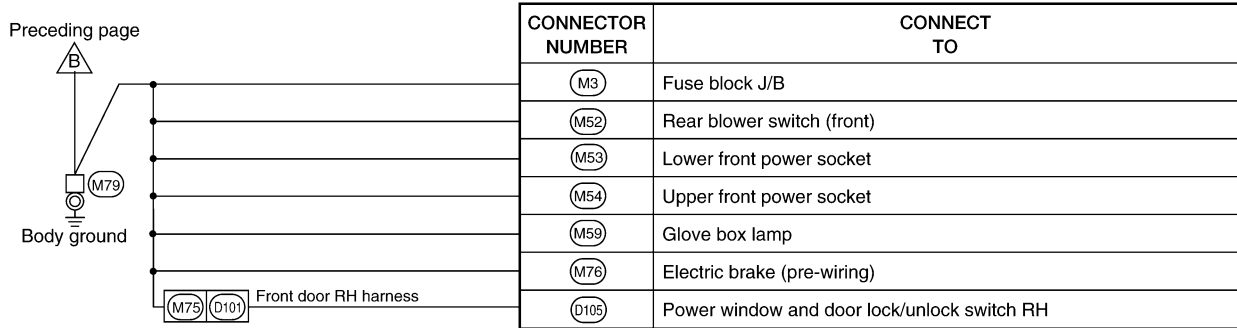 Preceding page
B
M79
Body ground
CONNECTOR NUMBER
CONNECT TO
M3 Fuse block J/B
M52 Rear blower switch (front)
M53 Lower front power socket
M54 Upper front power socket
M59 Glove box lamp
M76 Electric brake (pre-wiring)
M75 D101 Front door RH harness D105 Power window and door lock/unlock switch RH